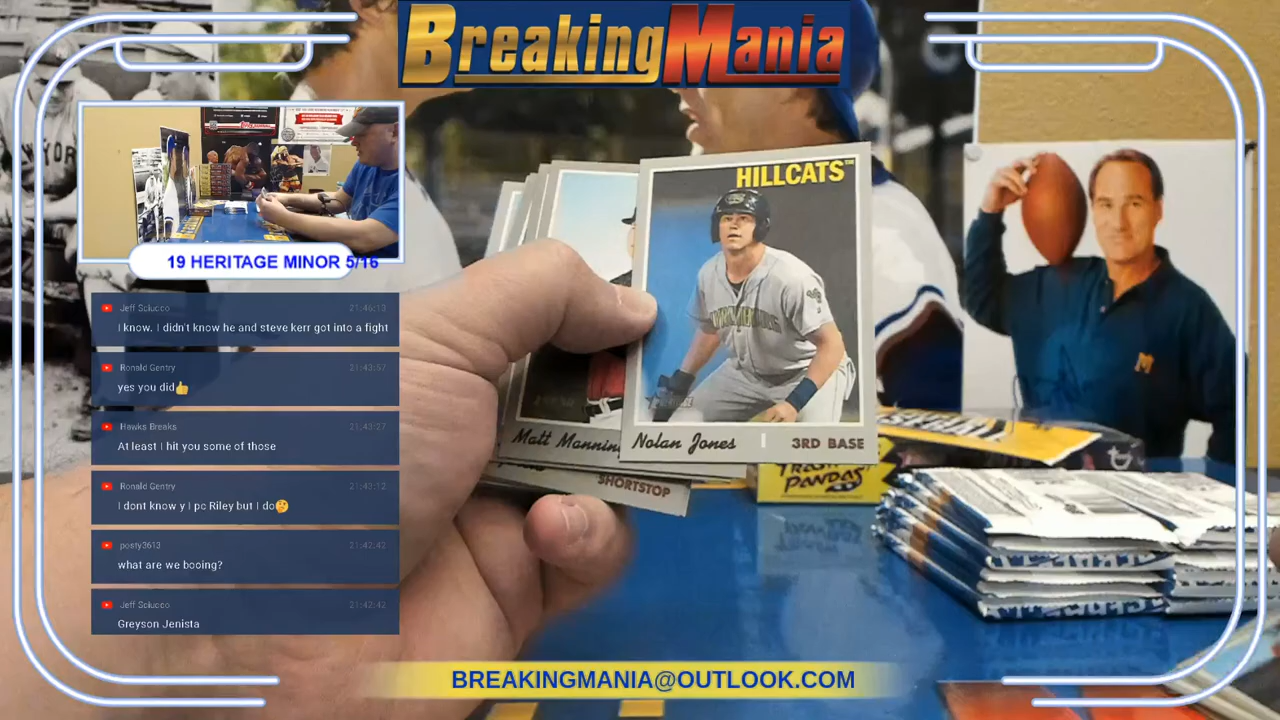 BreakingMania
19 HERITAGE MINOR 5/16
Jeff Sciucco 21:46:13
I know. I didn't know he and steve kerr got into a fight
Ronald Gentry 21:43:57
yes you did👍
Hawks Breaks 21:43:27
At least I hit you some of those
Ronald Gentry 21:43:12
I dont know y I pc Riley but I do🤔
posty3613 21:42:42
what are we booing?
Jeff Sciucco 21:42:42
Greyson Jenista
HILLCATS™
Nolan Jones 3RD BASE
Matt Manning
SHORTSTOP
TRASH
PANDAS
YOR
M
BREAKINGMANIA@OUTLOOK.COM